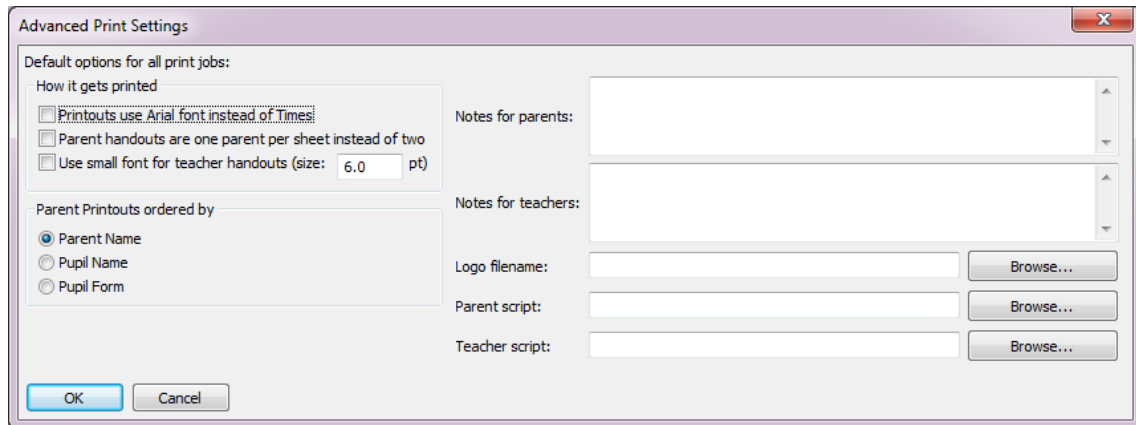 Advanced Print Settings
Default options for all print jobs:
How it gets printed
Printouts use Arial font instead of Times
Parent handouts are one parent per sheet instead of two
Use small font for teacher handouts (size: 6.0 pt)
Parent Printouts ordered by
Parent Name
Pupil Name
Pupil Form
Notes for parents:
Notes for teachers:
Logo filename: Browse...
Parent script: Browse...
Teacher script: Browse...
OK Cancel